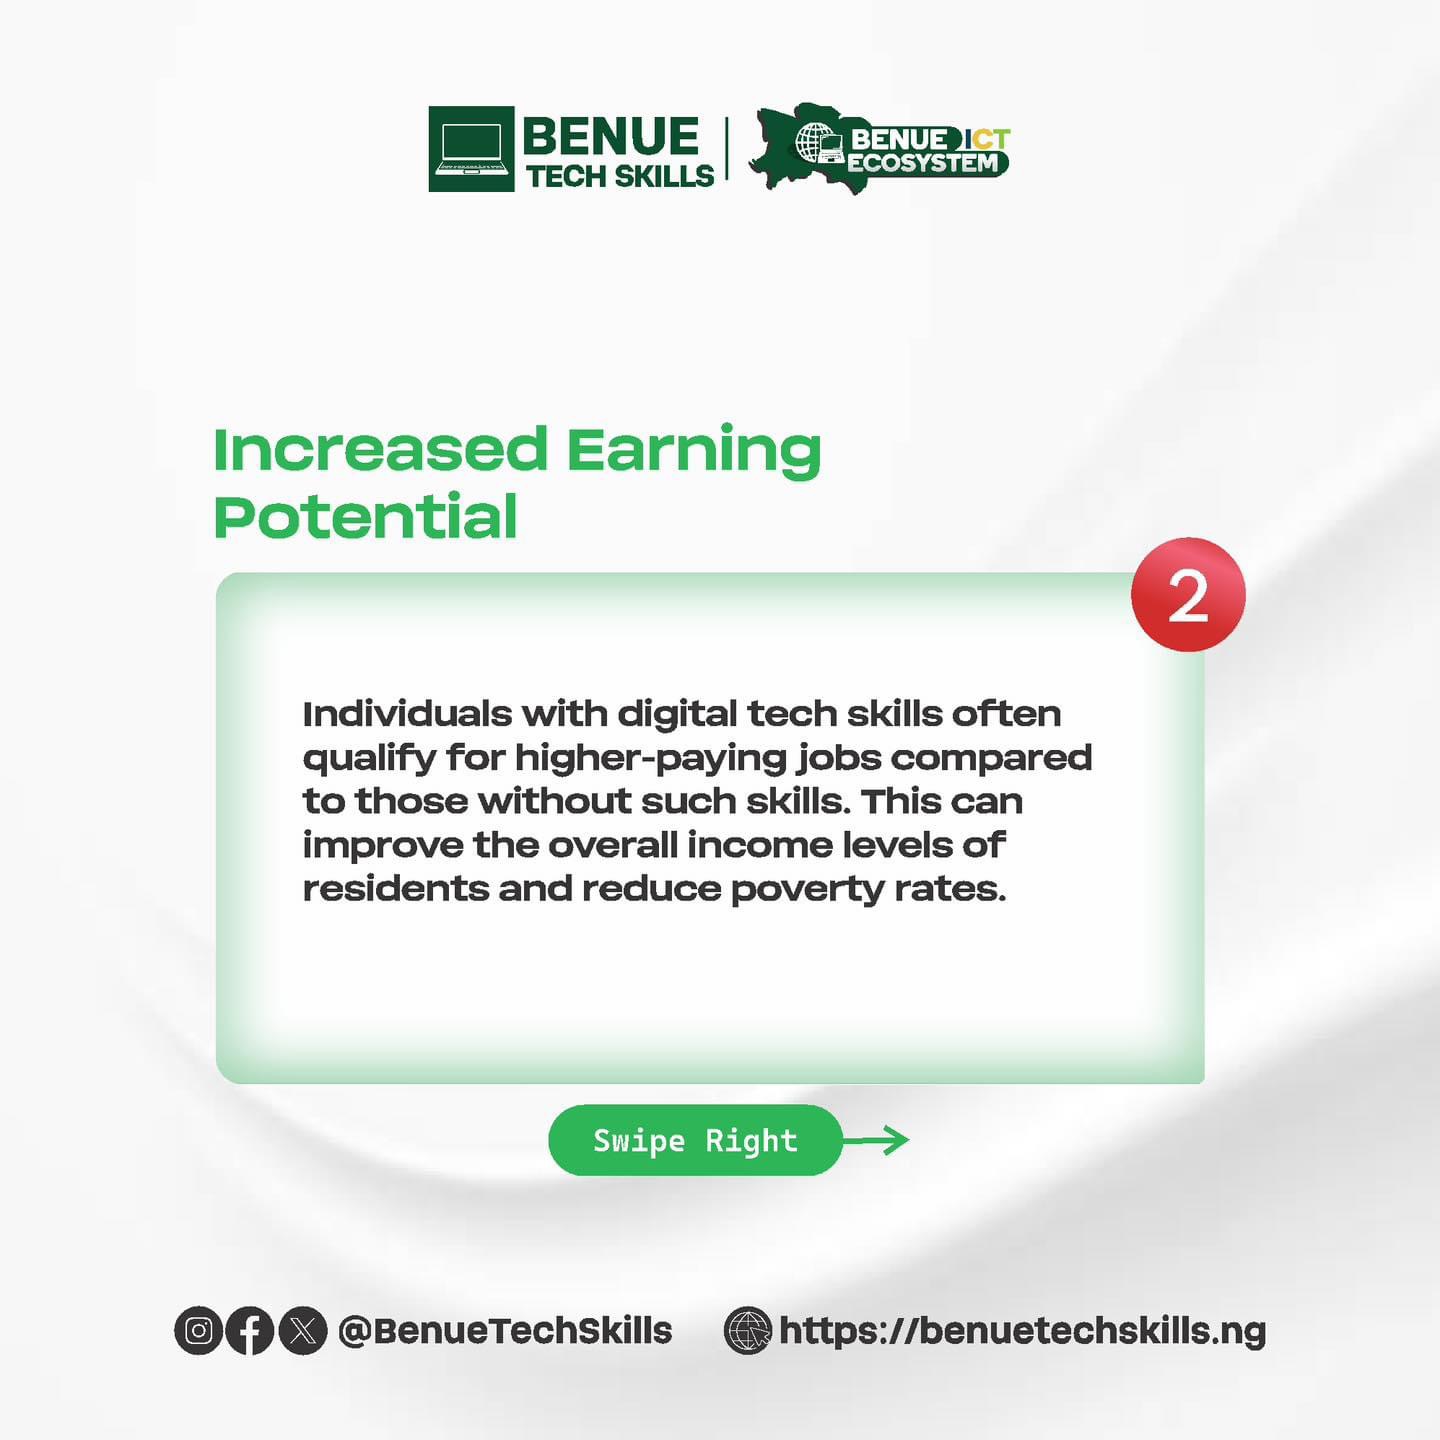 BENUE
TECH SKILLS
BENUE ICT
ECOSYSTEM
Increased Earning
Potential
2
Individuals with digital tech skills often
qualify for higher-paying jobs compared
to those without such skills. This can
improve the overall income levels of
residents and reduce poverty rates.
Swipe Right
@BenueTechSkills
https://benuetechskills.ng